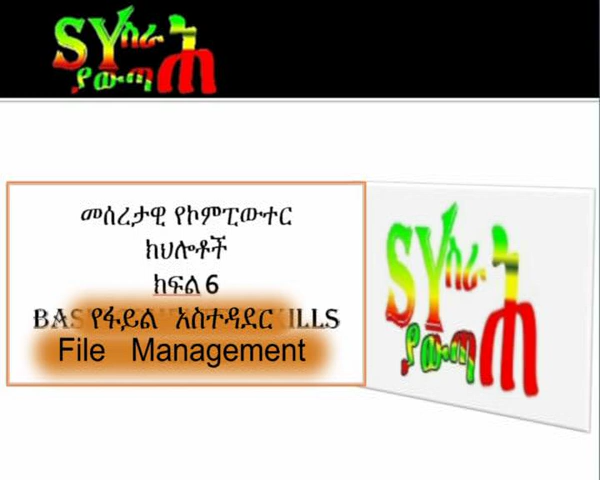 SYስራ
ያውጣ
መሰረታዊ የኮምፒውተር
ክህሎቶች
ክፍል 6
የፋይል አስተዳደር
File Management
SYስራ
ያውጣ